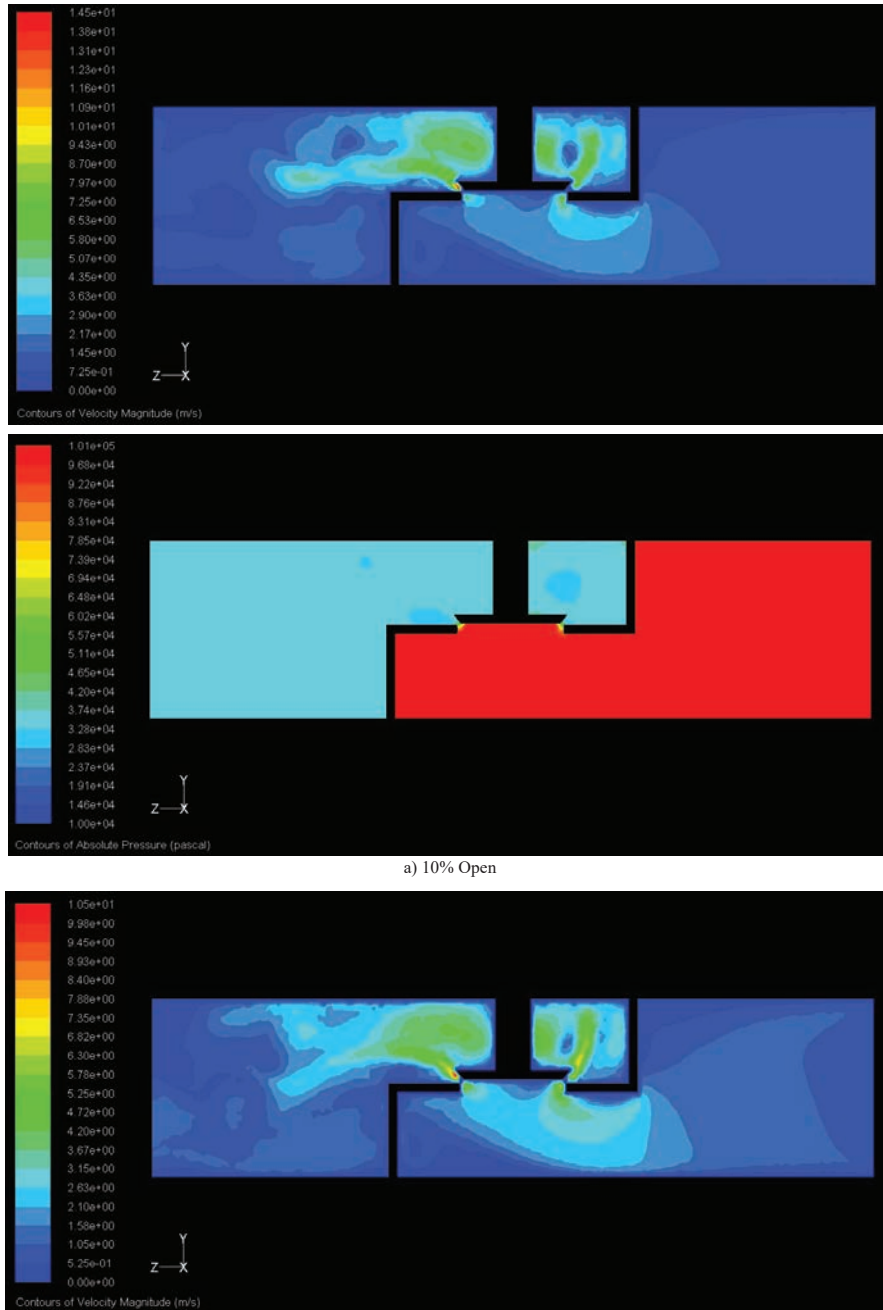 1.45e+01
1.38e+01
1.31e+01
1.23e+01
1.16e+01
1.09e+01
1.01e+01
9.43e+00
8.70e+00
7.97e+00
7.25e+00
6.53e+00
5.80e+00
5.07e+00
4.35e+00
3.63e+00
2.90e+00
2.17e+00
1.45e+00
7.25e-01
0.00e+00
Y
Z X
Contours of Velocity Magnitude (m/s)
1.01e+05
9.68e+04
9.22e+04
8.76e+04
8.31e+04
7.85e+04
7.39e+04
6.94e+04
6.48e+04
6.02e+04
5.57e+04
5.11e+04
4.65e+04
4.20e+04
3.74e+04
3.28e+04
2.83e+04
2.37e+04
1.91e+04
1.46e+04
1.00e+04
Y
Z X
Contours of Absolute Pressure (pascal)
a) 10% Open
1.05e+01
9.98e+00
9.45e+00
8.93e+00
8.40e+00
7.88e+00
7.35e+00
6.82e+00
6.30e+00
5.78e+00
5.25e+00
4.72e+00
4.20e+00
3.67e+00
3.15e+00
2.63e+00
2.10e+00
1.58e+00
1.05e+00
5.25e-01
0.00e+00
Y
Z X
Contours of Velocity Magnitude (m/s)